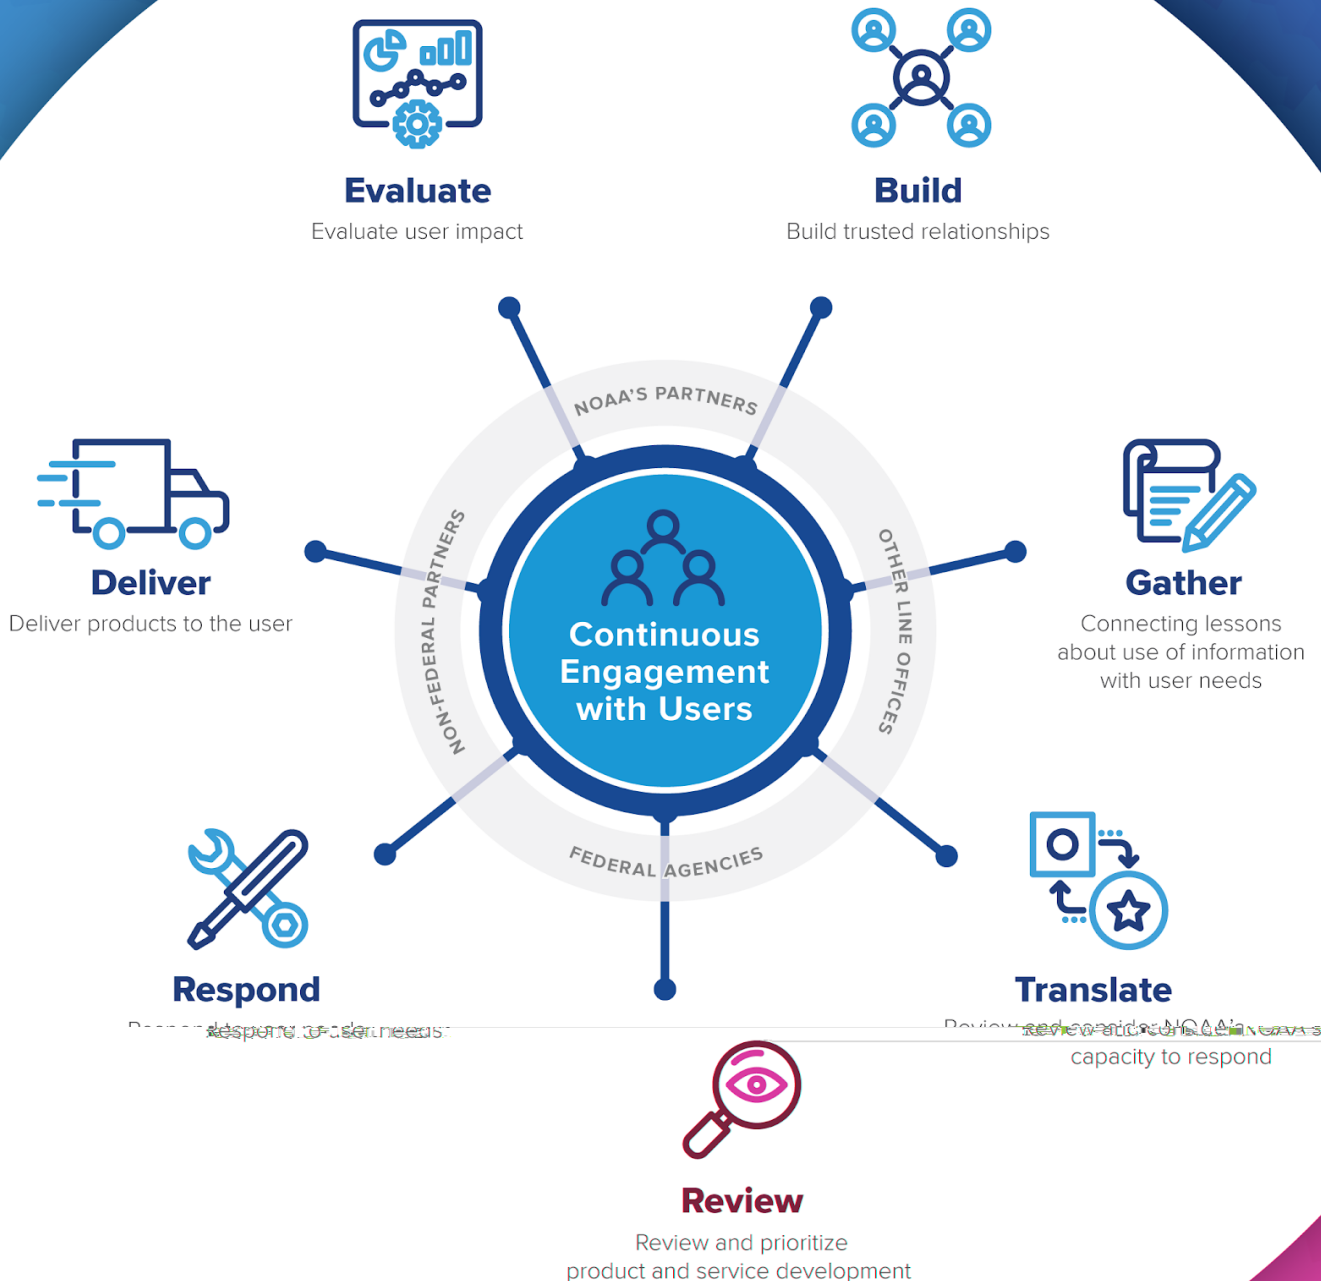 Evaluate
Evaluate user impact
Build
Build trusted relationships
NOAA'S PARTNERS
Deliver
Deliver products to the user
NON-FEDERAL PARTNERS
Continuous
Engagement
with Users
OTHER LINE OFFICES
Gather
Connecting lessons
about use of information
with user needs
FEDERAL AGENCIES
Respond
Translate
capacity to respond
Review
Review and prioritize
product and service development